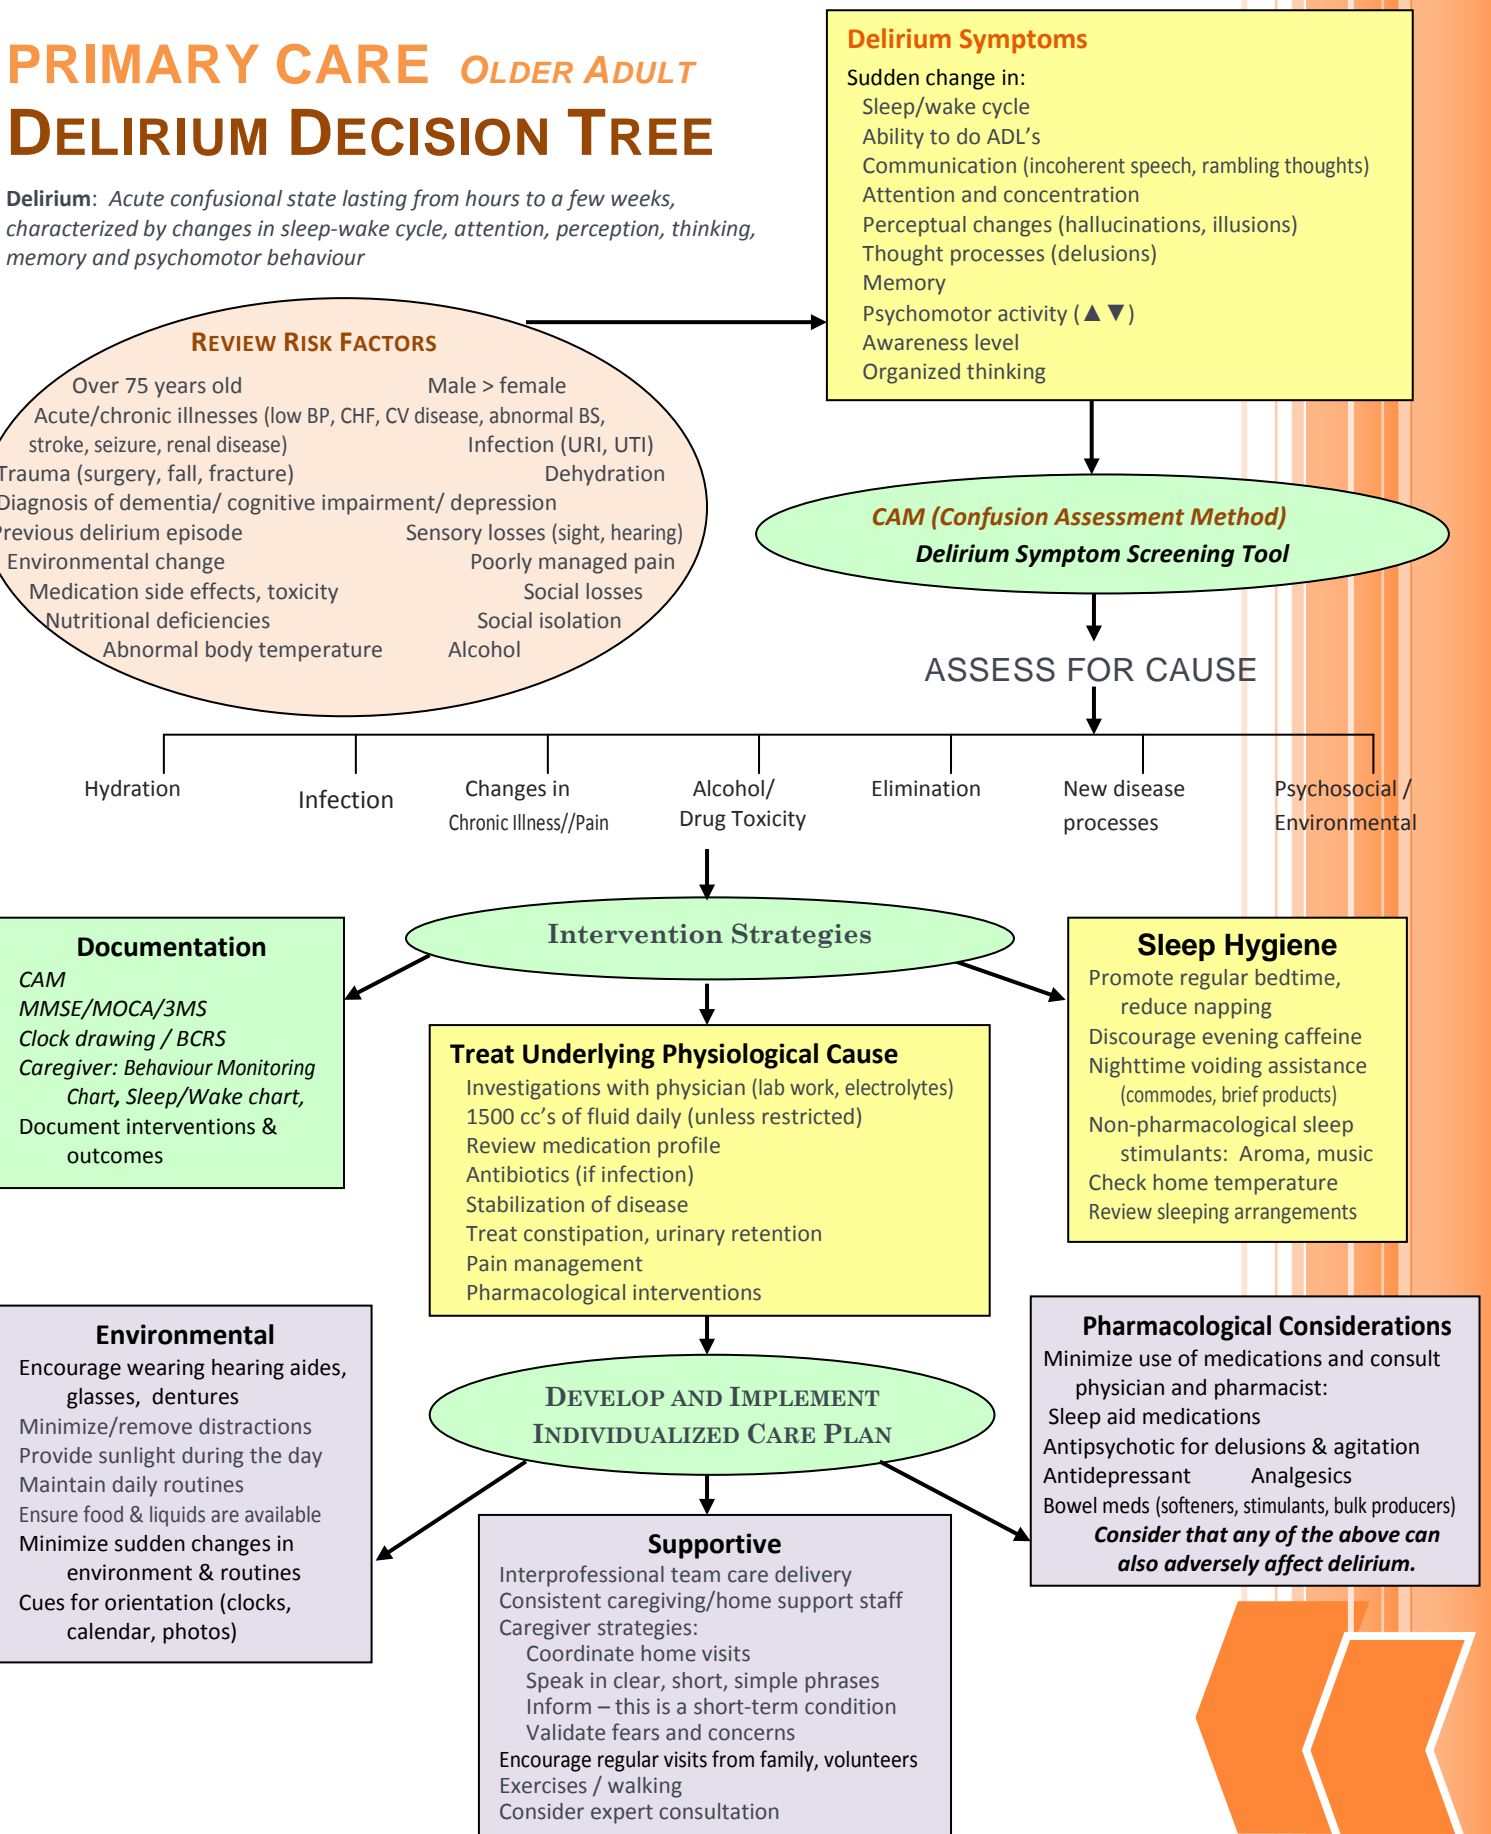 PRIMARY CARE OLDER ADULT
DELIRIUM DECISION TREE
Delirium: Acute confusional state lasting from hours to a few weeks,
characterized by changes in sleep-wake cycle, attention, perception, thinking,
memory and psychomotor behaviour
Delirium Symptoms
Sudden change in:
Sleep/wake cycle
Ability to do ADL's
Communication (incoherent speech, rambling thoughts)
Attention and concentration
Perceptual changes (hallucinations, illusions)
Thought processes (delusions)
Memory
Psychomotor activity (▲▼)
Awareness level
Organized thinking
REVIEW RISK FACTORS
Over 75 years old Male > female
Acute/chronic illnesses (low BP, CHF, CV disease, abnormal BS,
stroke, seizure, renal disease) Infection (URI, UTI)
Trauma (surgery, fall, fracture) Dehydration
Diagnosis of dementia/ cognitive impairment/ depression
Previous delirium episode Sensory losses (sight, hearing)
Environmental change Poorly managed pain
Medication side effects, toxicity Social losses
Nutritional deficiencies Social isolation
Abnormal body temperature Alcohol
CAM (Confusion Assessment Method)
Delirium Symptom Screening Tool
ASSESS FOR CAUSE
Hydration
Infection
Changes in
Chronic Illness//Pain
Alcohol/
Drug Toxicity
Elimination
New disease
processes
Psychosocial /
Environmental
Intervention Strategies
Documentation
CAM
MMSE/MOCA/3MS
Clock drawing / BCRS
Caregiver: Behaviour Monitoring
Chart, Sleep/Wake chart,
Document interventions &
outcomes
Treat Underlying Physiological Cause
Investigations with physician (lab work, electrolytes)
1500 cc's of fluid daily (unless restricted)
Review medication profile
Antibiotics (if infection)
Stabilization of disease
Treat constipation, urinary retention
Pain management
Pharmacological interventions
Sleep Hygiene
Promote regular bedtime,
reduce napping
Discourage evening caffeine
Nighttime voiding assistance
(commodes, brief products)
Non-pharmacological sleep
stimulants: Aroma, music
Check home temperature
Review sleeping arrangements
DEVELOP AND IMPLEMENT
INDIVIDUALIZED CARE PLAN
Environmental
Encourage wearing hearing aides,
glasses, dentures
Minimize/remove distractions
Provide sunlight during the day
Maintain daily routines
Ensure food & liquids are available
Minimize sudden changes in
environment & routines
Cues for orientation (clocks,
calendar, photos)
Supportive
Interprofessional team care delivery
Consistent caregiving/home support staff
Caregiver strategies:
Coordinate home visits
Speak in clear, short, simple phrases
Inform – this is a short-term condition
Validate fears and concerns
Encourage regular visits from family, volunteers
Exercises / walking
Consider expert consultation
Pharmacological Considerations
Minimize use of medications and consult
physician and pharmacist:
Sleep aid medications
Antipsychotic for delusions & agitation
Antidepressant Analgesics
Bowel meds (softeners, stimulants, bulk producers)
Consider that any of the above can
also adversely affect delirium.